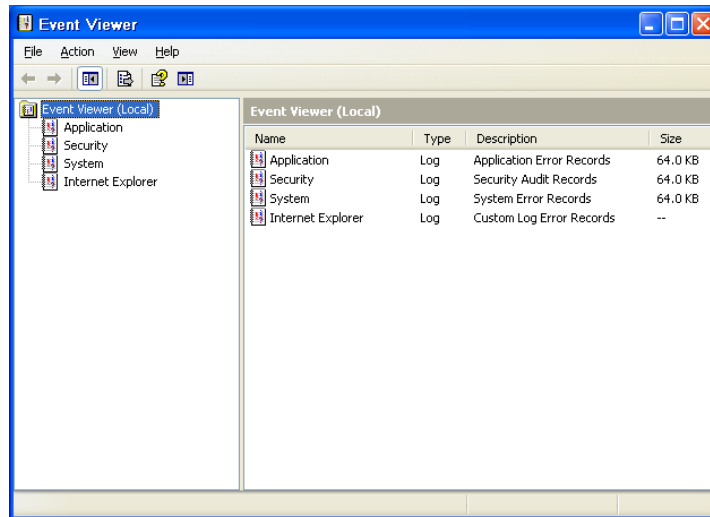 Event Viewer
File Action View Help
Event Viewer (Local)
Application
Security
System
Internet Explorer
Event Viewer (Local)
Name Type Description Size
Application Log Application Error Records 64.0 KB
Security Log Security Audit Records 64.0 KB
System Log System Error Records 64.0 KB
Internet Explorer Log Custom Log Error Records --